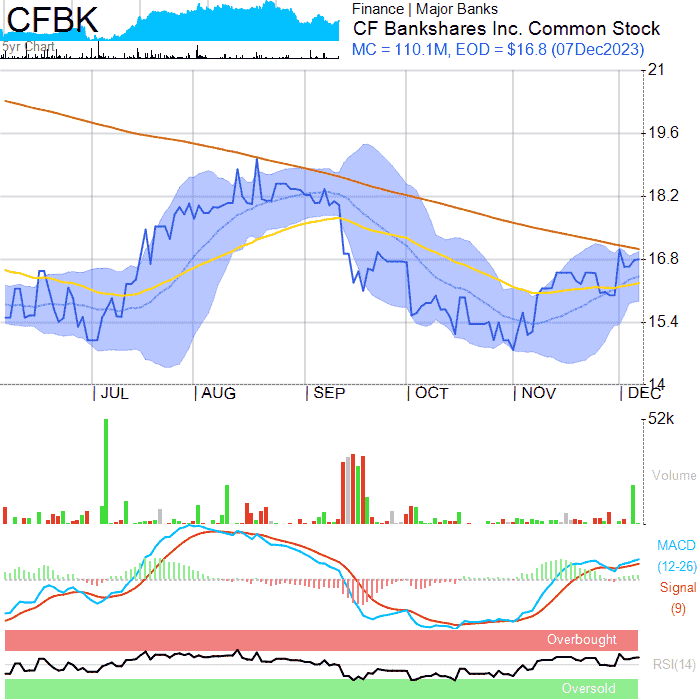 CFBK
5yr Chart
Finance | Major Banks
CF Bankshares Inc. Common Stock
MC = 110.1M, EOD = $16.8 (07Dec2023)
21
19.6
18.2
16.8
15.4
14
JUL AUG SEP OCT NOV DEC
52k
Volume
MACD
(12-26)
Signal
(9)
Overbought
RSI(14)
Oversold